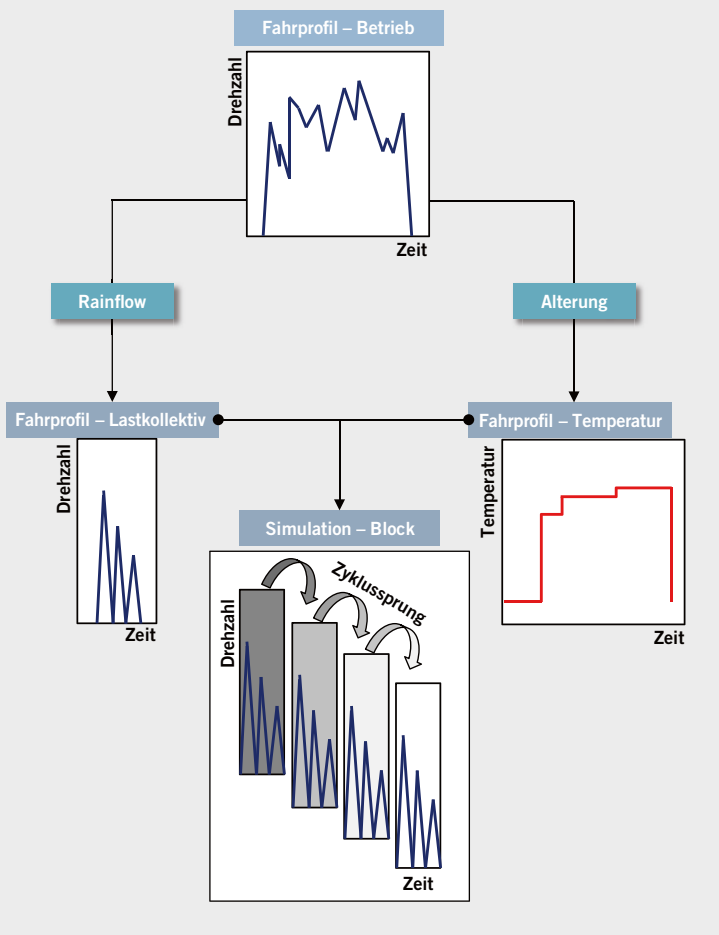 Fahrprofil – Betrieb
Drehzahl
Zeit
Rainflow
Alterung
Fahrprofil – Lastkollektiv
Fahrprofil – Temperatur
Drehzahl
Zeit
Temperatur
Zeit
Simulation – Block
Zyklussprung
Drehzahl
Zeit